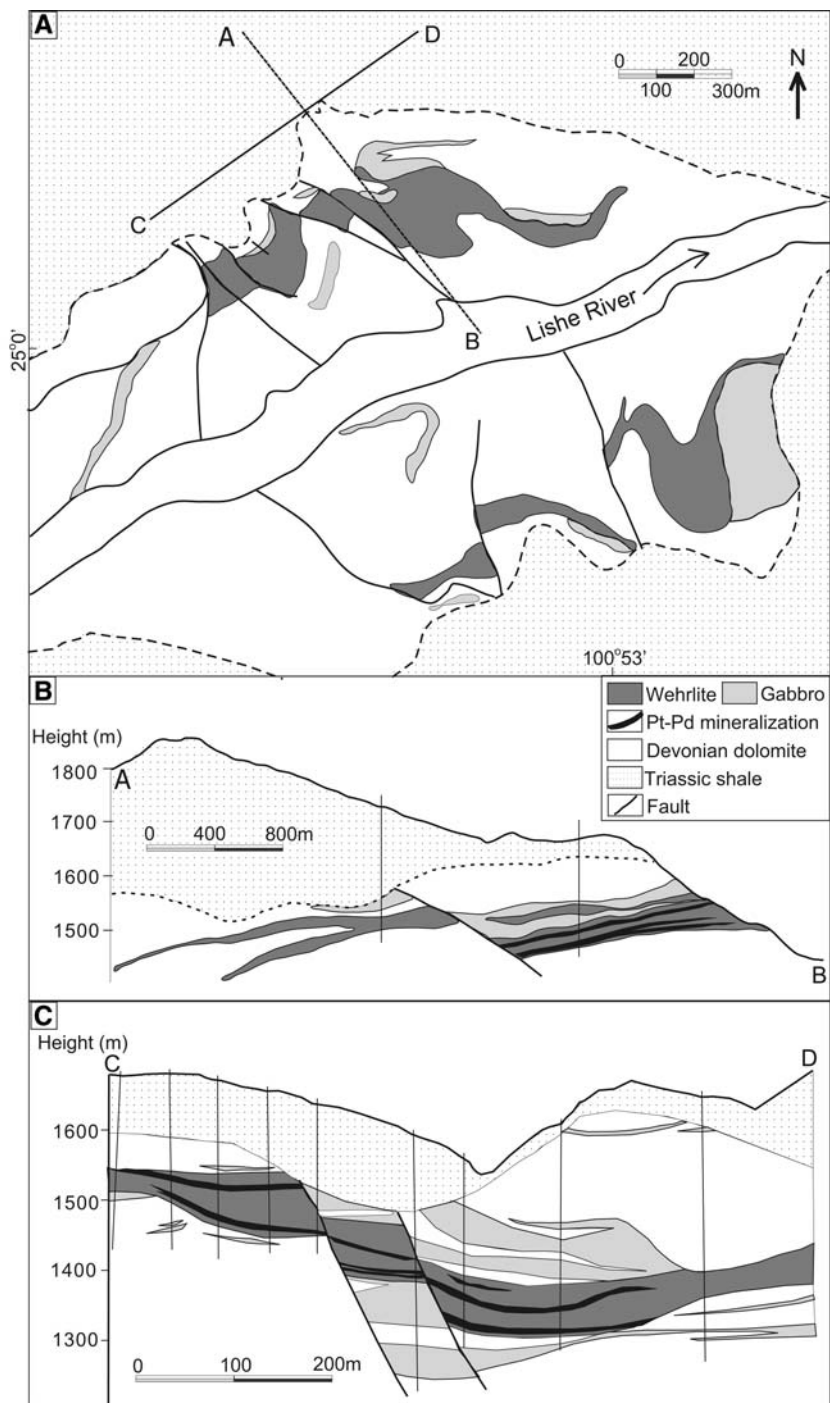 A
A
D
0 200
100 300m
N
C
B
Lishe River
25°0'
100°53'
B
Wehrlite Gabbro
Pt-Pd mineralization
Devonian dolomite
Triassic shale
Fault
Height (m)
A
1800
1700
1600
1500
0 400 800m
B
C
Height (m)
C
D
1600
1500
1400
1300
0 100 200m